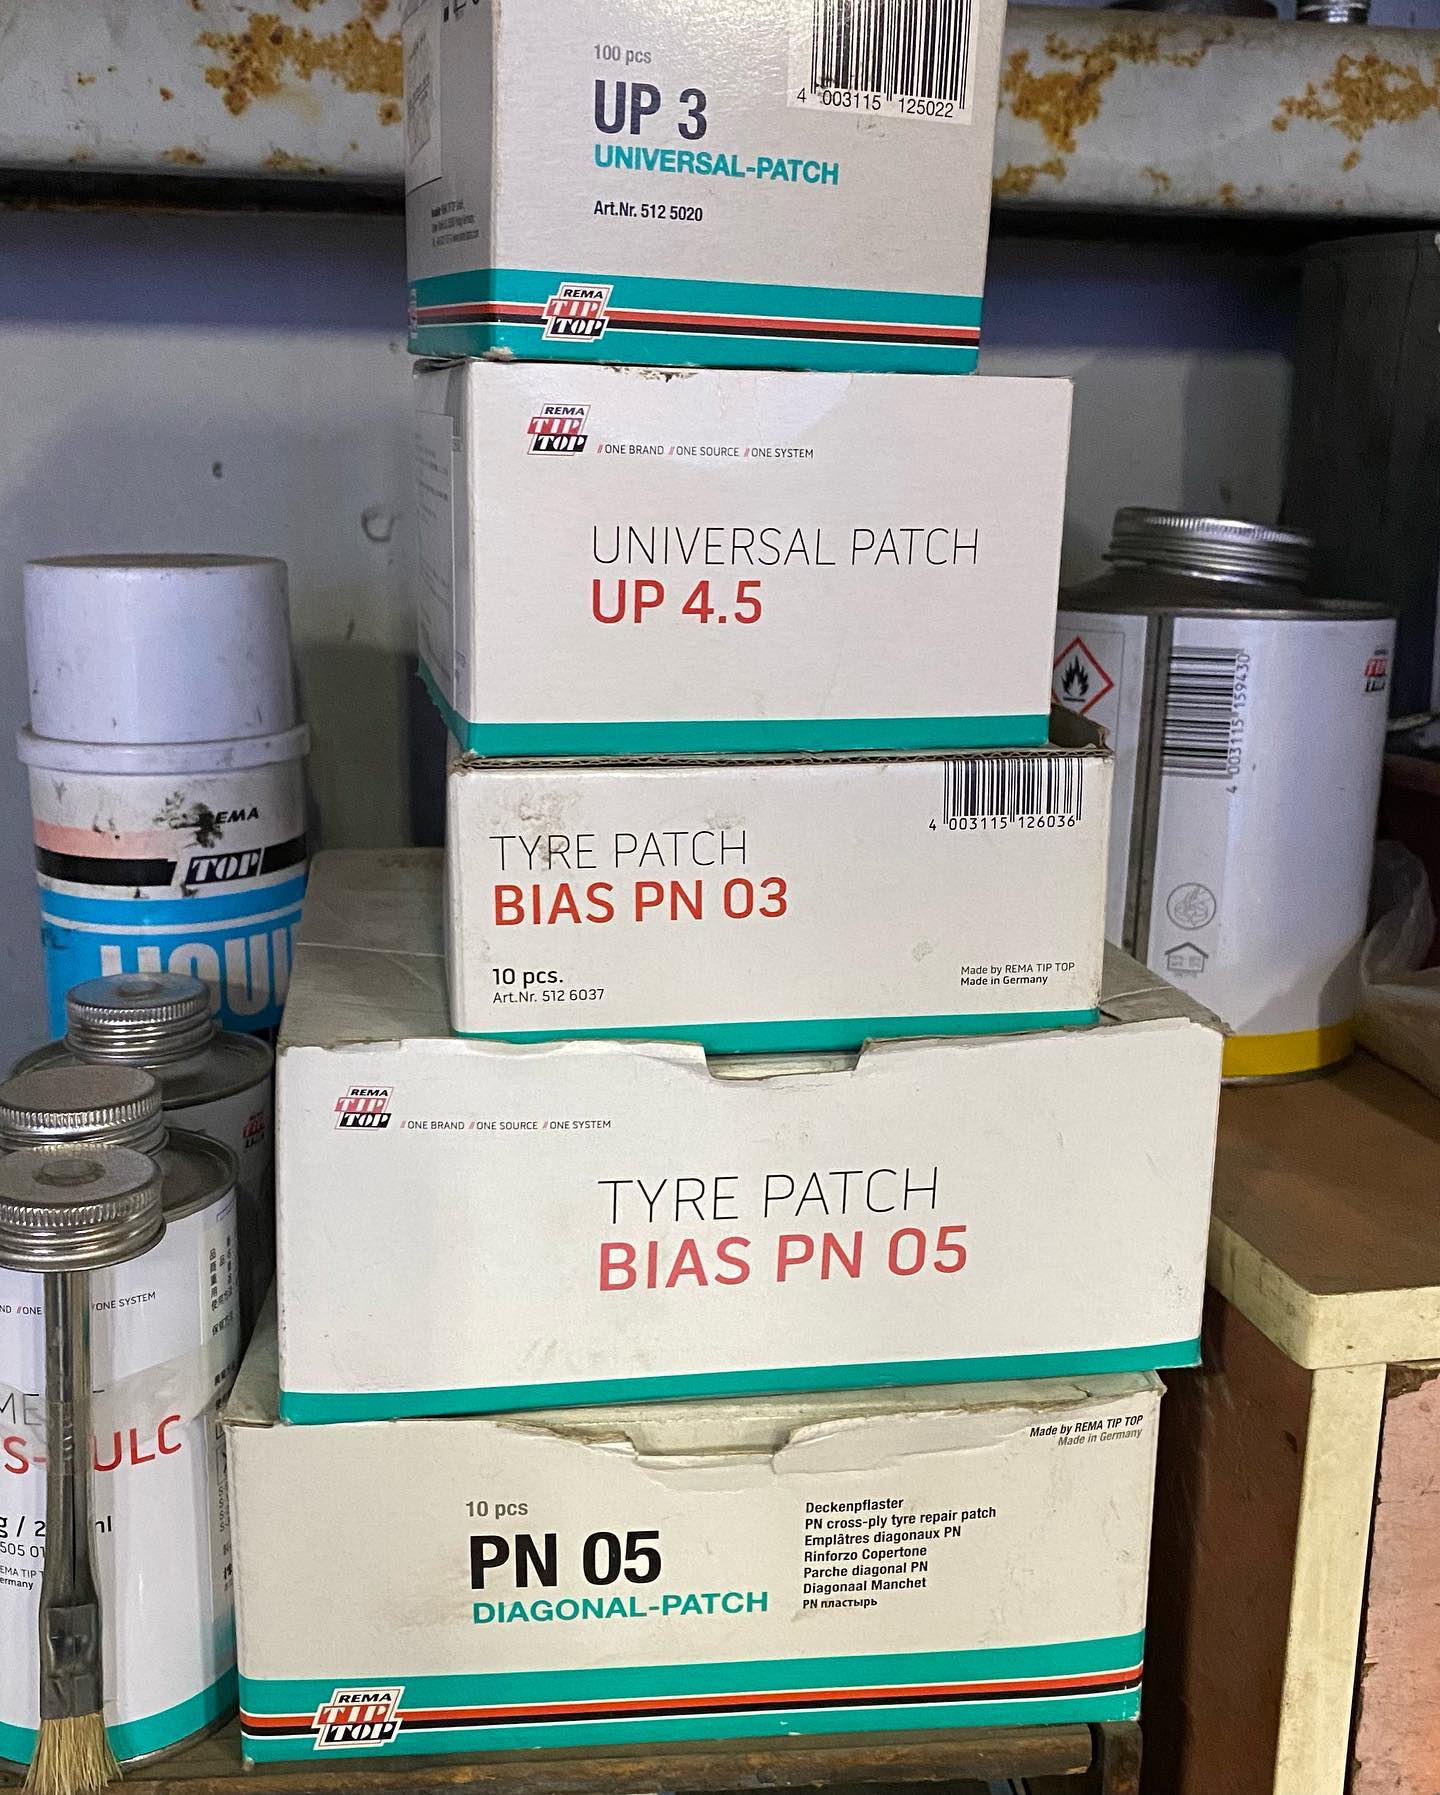 100 pcs
UP 3
UNIVERSAL-PATCH
Art.Nr. 512 5020
4 003115 125022
REMA
TIP
TOP
REMA
TIP
TOP
//ONE BRAND //ONE SOURCE //ONE SYSTEM
UNIVERSAL PATCH
UP 4.5
4 003115 159430
TYRE PATCH
BIAS PN 03
10 pcs.
Art.Nr. 512 6037
4 003115 126036
Made by REMA TIP TOP
Made in Germany
TOP
REMA
TIP
TOP
//ONE BRAND //ONE SOURCE //ONE SYSTEM
TYRE PATCH
BIAS PN 05
//ONE SYSTEM
Made by REMA TIP TOP
Made in Germany
10 pcs
PN 05
DIAGONAL-PATCH
Deckenpflaster
PN cross-ply tyre repair patch
Emplâtres diagonaux PN
Rinforzo Copertone
Parche diagonal PN
Diagonaal Manchet
PN пластырь
REMA
TIP
TOP